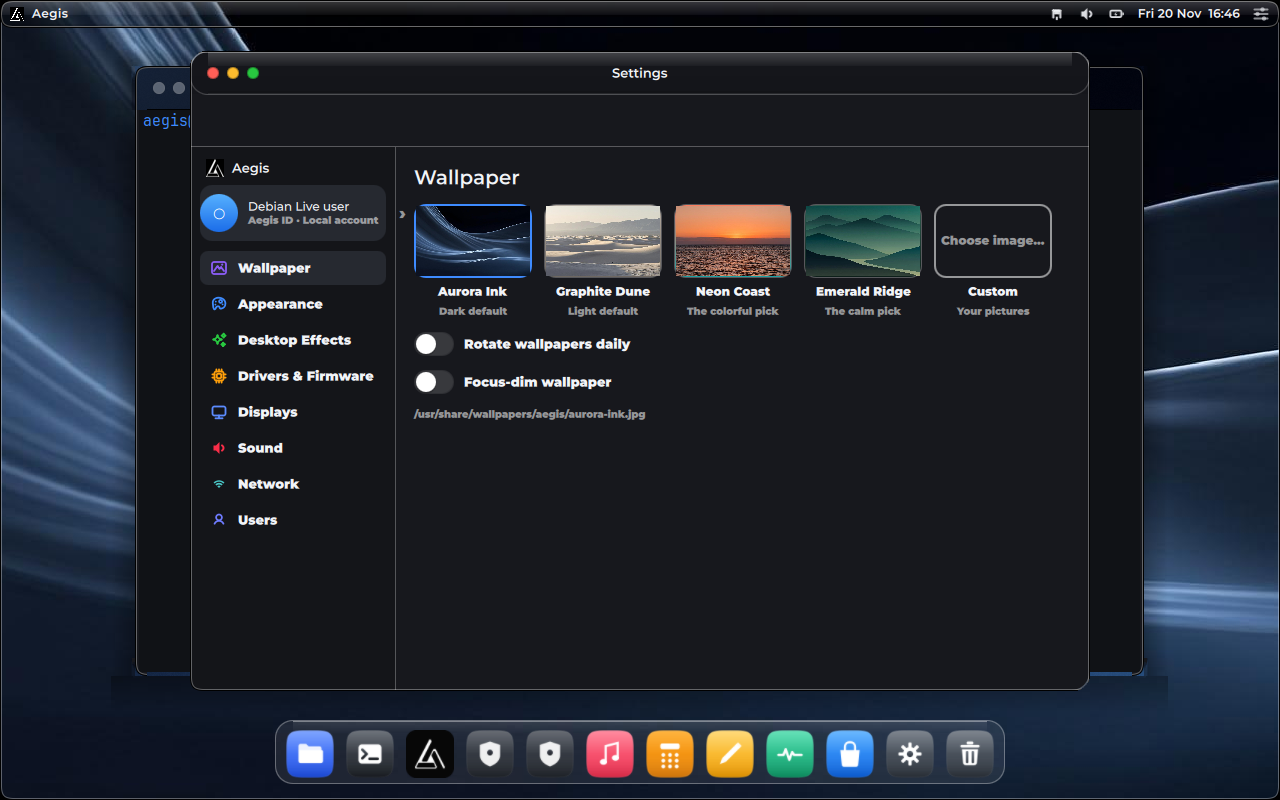 Aegis
Fri 20 Nov 16:46
Settings
aegis@
Aegis
Debian Live user
Aegis ID • Local account
Wallpaper
Appearance
Desktop Effects
Drivers & Firmware
Displays
Sound
Network
Users
Wallpaper
Choose image...
Aurora Ink
Graphite Dune
Neon Coast
Emerald Ridge
Custom
Dark default
Light default
The colorful pick
The calm pick
Your pictures
Rotate wallpapers daily
Focus-dim wallpaper
/usr/share/wallpapers/aegis/aurora-ink.jpg